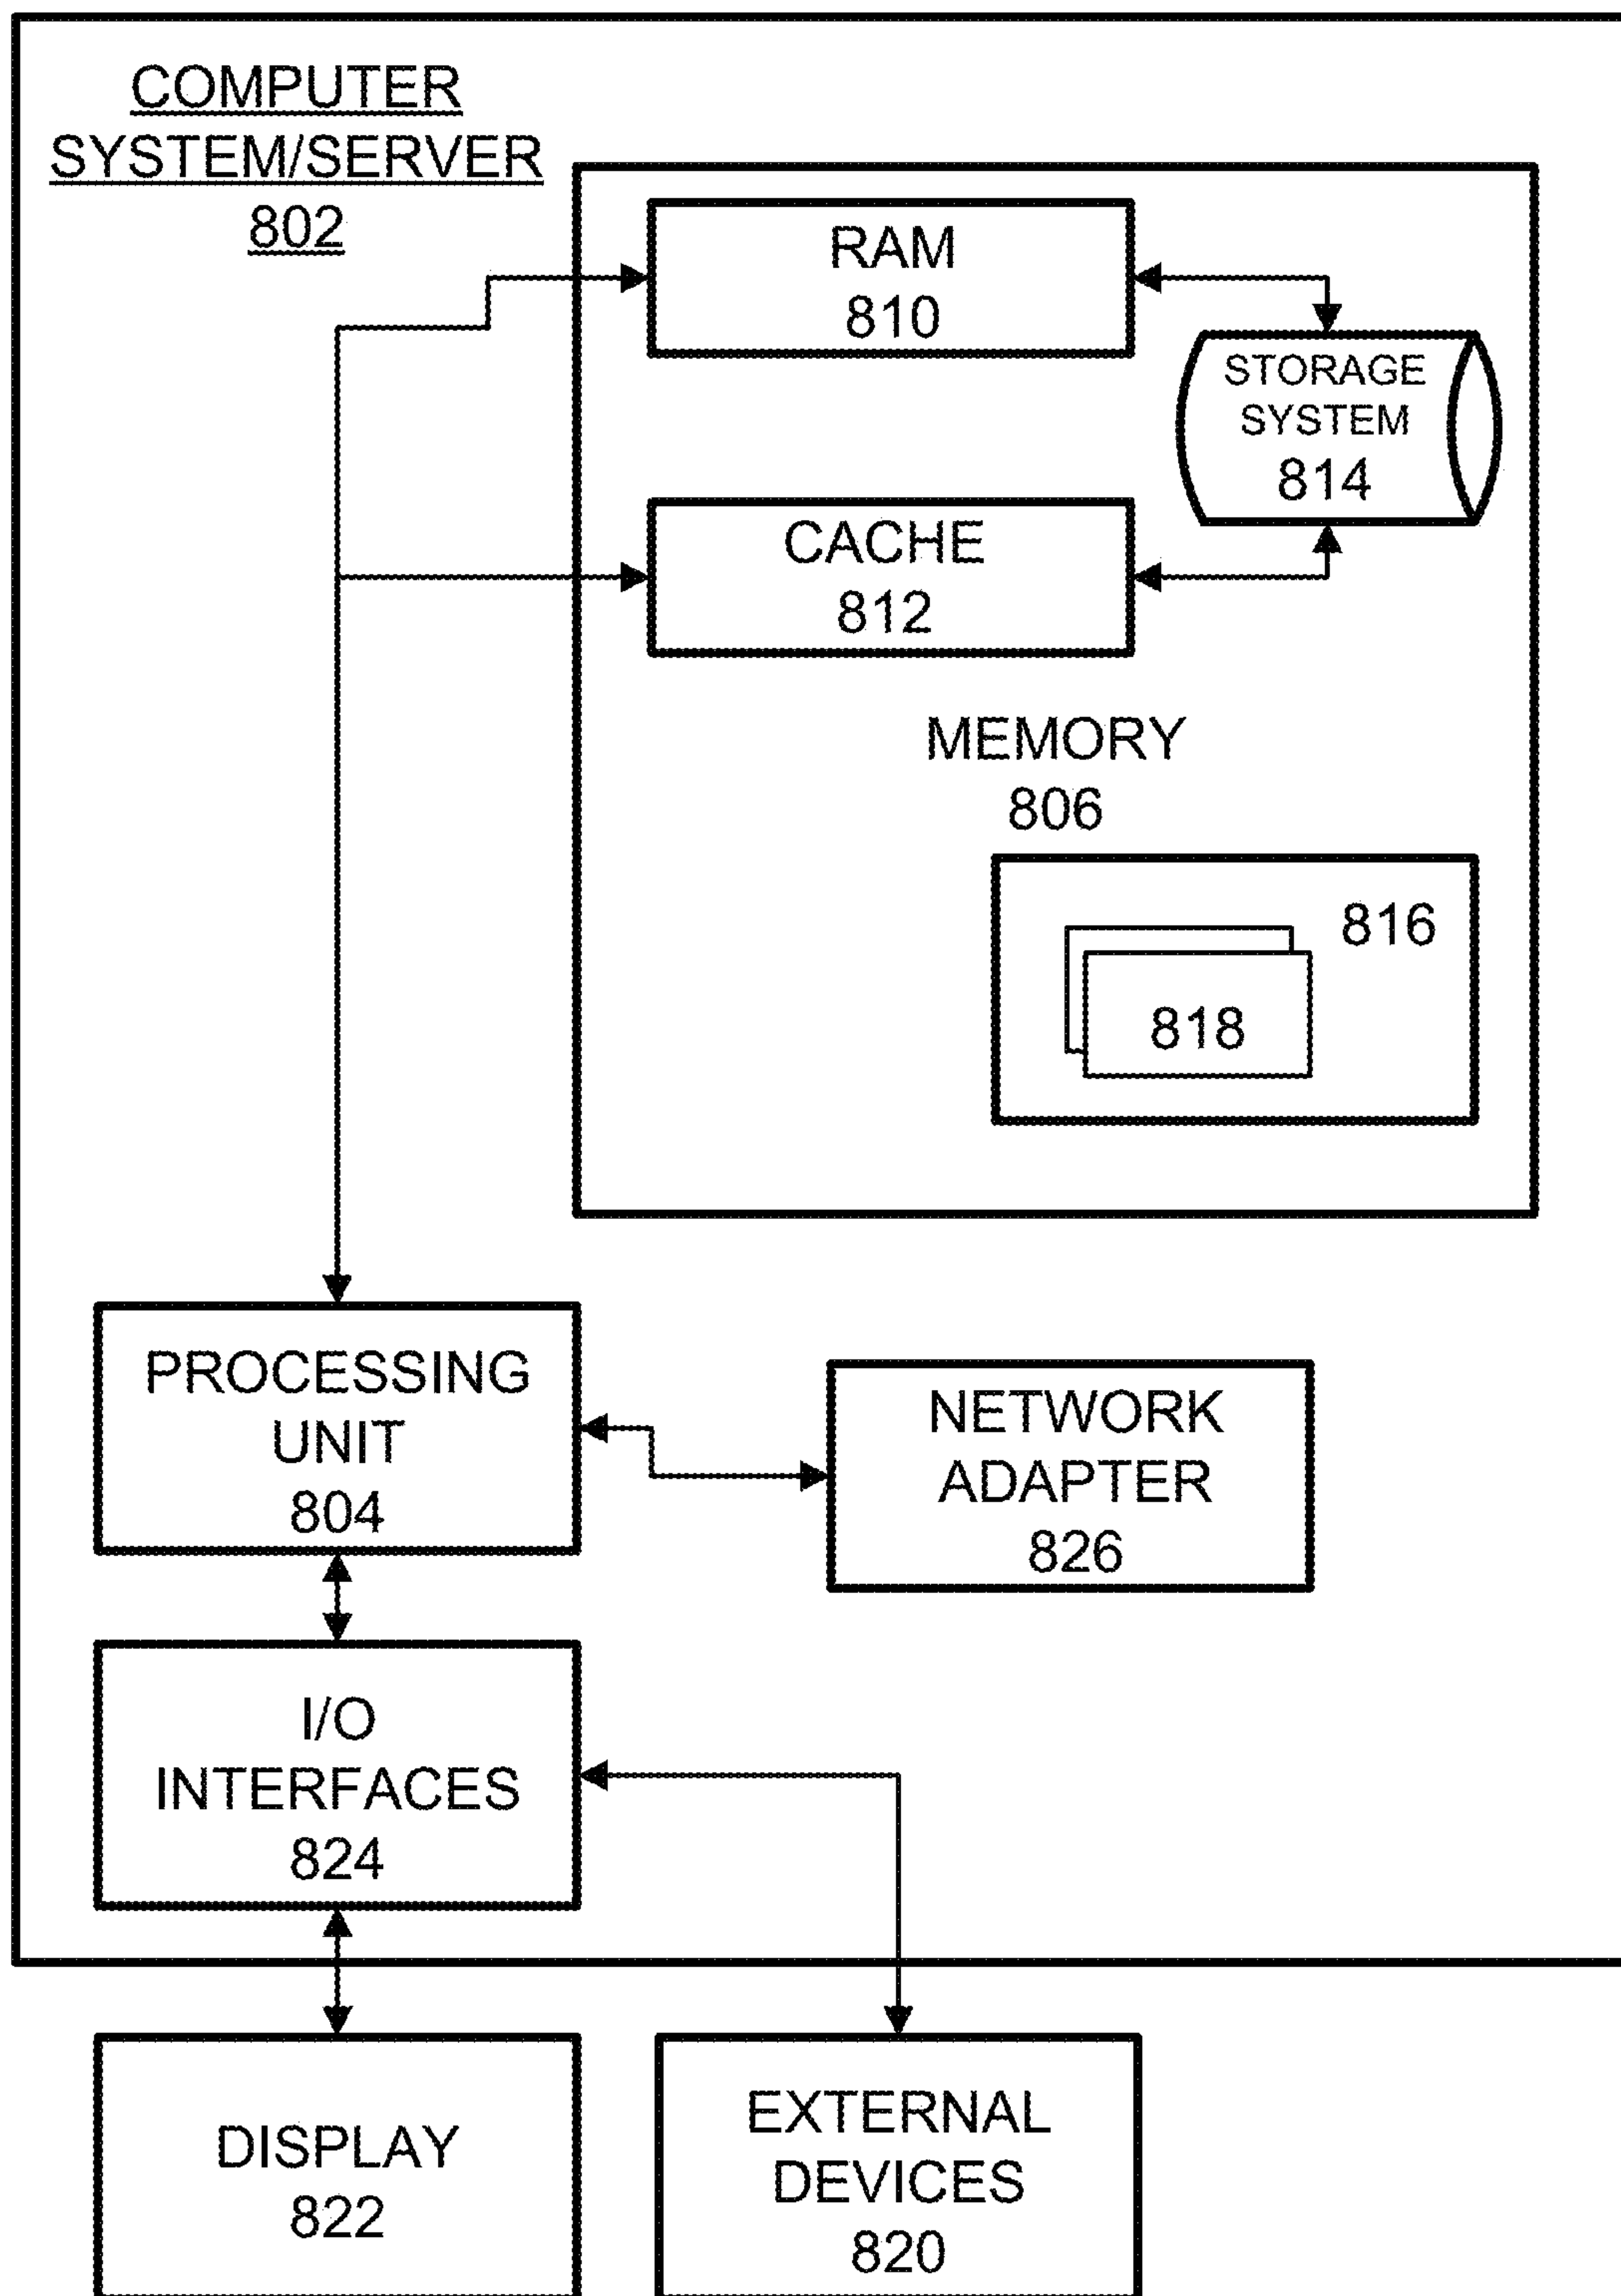 COMPUTER
SYSTEM/SERVER
802
RAM
810
STORAGE
SYSTEM
814
CACHE
812
MEMORY
806
816
818
PROCESSING
UNIT
804
NETWORK
ADAPTER
826
I/O
INTERFACES
824
DISPLAY
822
EXTERNAL
DEVICES
820